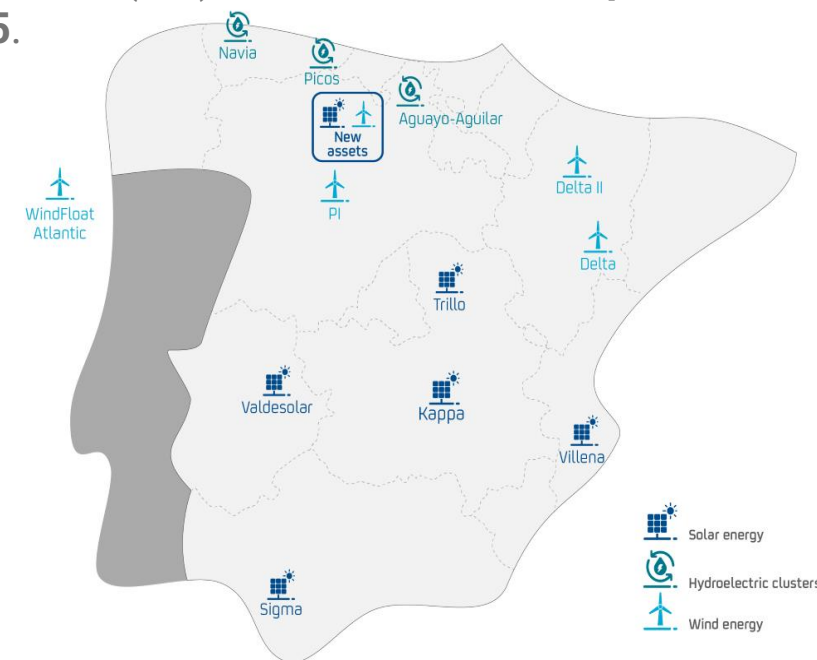 5.
Navia
Picos
Aguayo-Aguilar
New
assets
WindFloat
Atlantic
PI
Delta II
Delta
Trillo
Valdesolar
Kappa
Villena
Sigma
Solar energy
Hydroelectric clusters
Wind energy